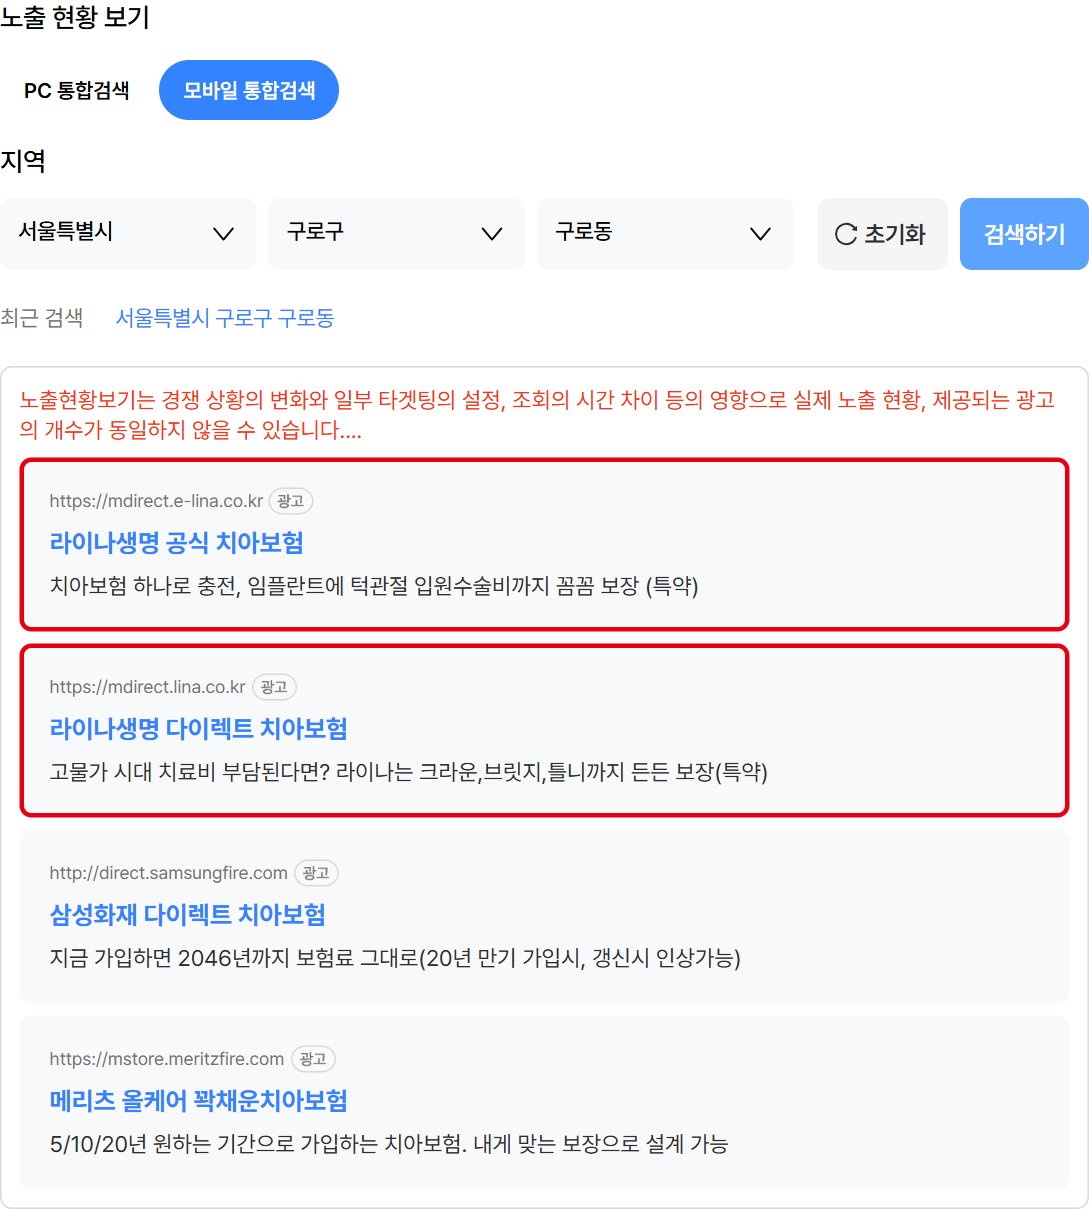 노출 현황 보기
PC 통합검색
모바일 통합검색
지역
서울특별시
구로구
구로동
초기화
검색하기
최근 검색
서울특별시 구로구 구로동
노출현황보기는 경쟁 상황의 변화와 일부 타겟팅의 설정, 조회의 시간 차이 등의 영향으로 실제 노출 현황, 제공되는 광고
의 개수가 동일하지 않을 수 있습니다....
https://mdirect.e-lina.co.kr 광고
라이나생명 공식 치아보험
치아보험 하나로 충전, 임플란트에 턱관절 입원수술비까지 꼼꼼 보장 (특약)
https://mdirect.lina.co.kr 광고
라이나생명 다이렉트 치아보험
고물가 시대 치료비 부담된다면? 라이나는 크라운,브릿지,틀니까지 든든 보장(특약)
http://direct.samsungfire.com 광고
삼성화재 다이렉트 치아보험
지금 가입하면 2046년까지 보험료 그대로(20년 만기 가입시, 갱신시 인상가능)
https://mstore.meritzfire.com 광고
메리츠 올케어 꽉채운치아보험
5/10/20년 원하는 기간으로 가입하는 치아보험. 내게 맞는 보장으로 설계 가능